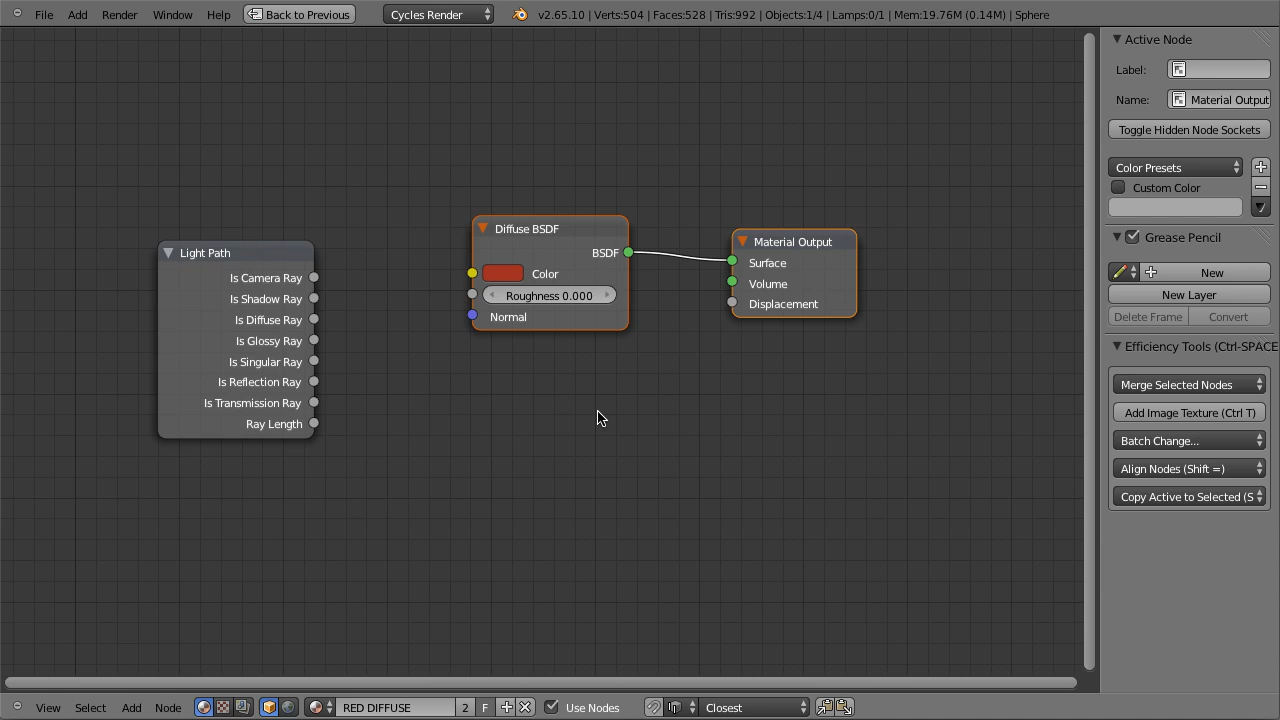 File Add Render Window Help Back to Previous Cycles Render v2.65.10 | Verts:504 | Faces:528 | Tris:992 | Objects:1/4 | Lamps:0/1 | Mem:19.76M (0.14M) | Sphere
Light Path
Is Camera Ray
Is Shadow Ray
Is Diffuse Ray
Is Glossy Ray
Is Singular Ray
Is Reflection Ray
Is Transmission Ray
Ray Length
Diffuse BSDF
BSDF
Color
Roughness 0.000
Normal
Material Output
Surface
Volume
Displacement
Active Node
Label:
Name: Material Output
Toggle Hidden Node Sockets
Color Presets
Custom Color
Grease Pencil
New
New Layer
Delete Frame Convert
Efficiency Tools (Ctrl-SPACE
Merge Selected Nodes
Add Image Texture (Ctrl T)
Batch Change...
Align Nodes (Shift =)
Copy Active to Selected (S
View Select Add Node RED DIFFUSE 2 F Use Nodes Closest